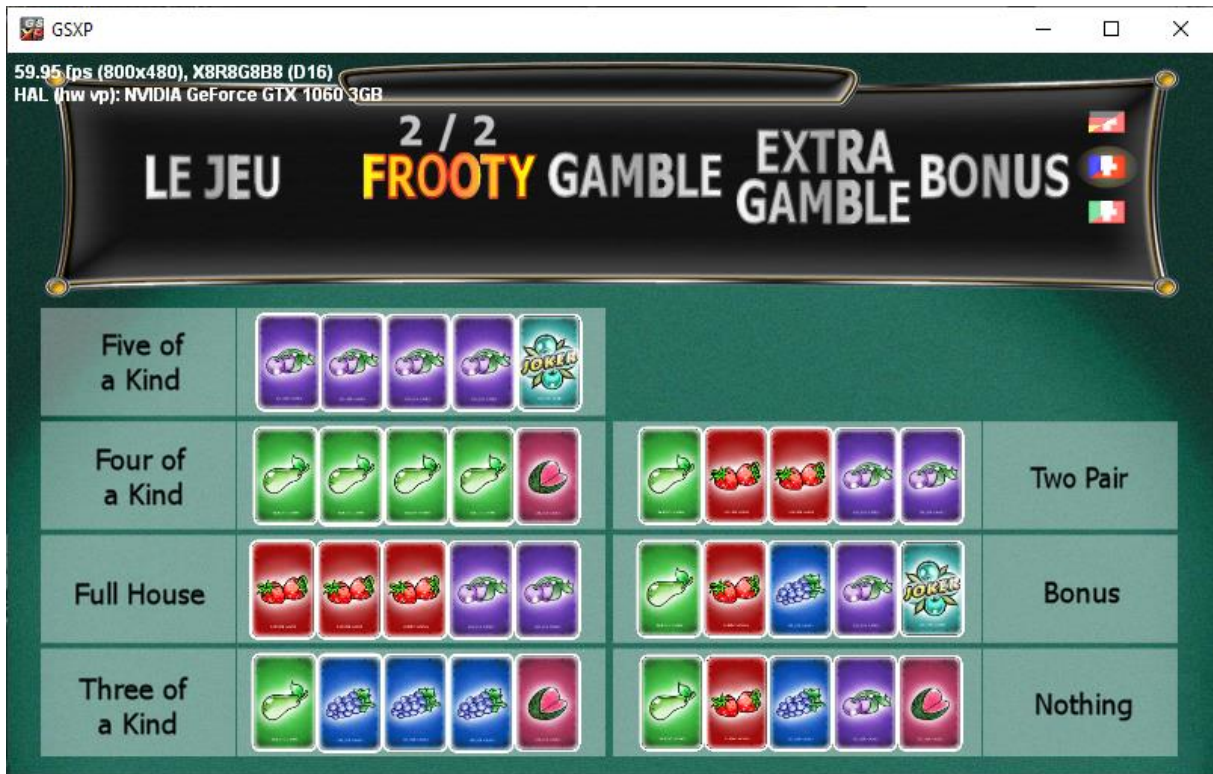 GSXP
59.95 fps (800x480), X8R8G8B8 (D16)
HAL (hw vp): NVIDIA GeForce GTX 1060 3GB
2 / 2
LE JEU
FROOTY
GAMBLE
EXTRA
GAMBLE
BONUS
Five of
a Kind
JOKER
Four of
a Kind
Two Pair
Full House
JOKER
Bonus
Three of
a Kind
Nothing